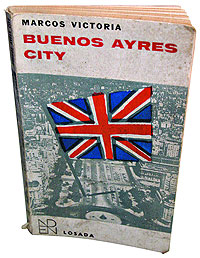 MARCOS VICTORIA
BUENOS AYRES
CITY
LOSADA